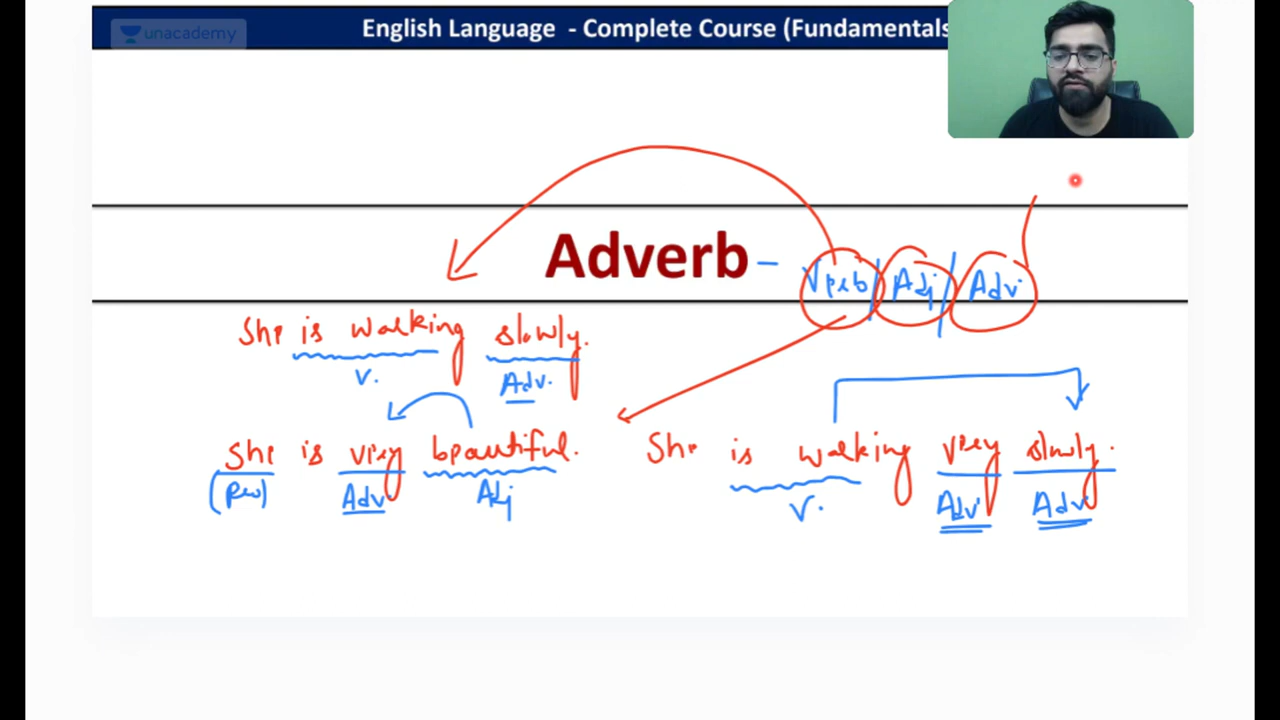 unacademy
English Language - Complete Course (Fundamentals
Adverb - Verb / Adj / Adv.
She is walking slowly.
V. Adv.
She is very beautiful.
(Pro) Adv Adj
She is walking very slowly.
V. Adv. Adv